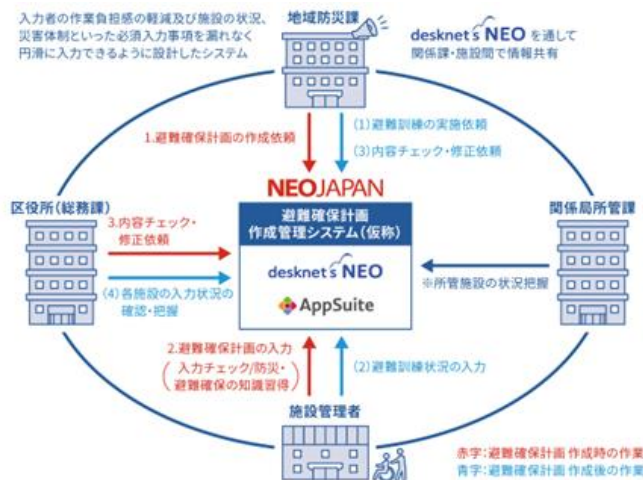 入力者の作業負担感の軽減及び施設の状況、
災害体制といった必須入力事項を漏れなく
円滑に入力できるように設計したシステム
地域防災課
desknet's NEO を通して
関係課・施設間で情報共有
1.避難確保計画の作成依頼
(1)避難訓練の実施依頼
(3)内容チェック・修正依頼
NEOJAPAN
避難確保計画
作成管理システム(仮称)
desknet's NEO
AppSuite
区役所(総務課)
3.内容チェック・
修正依頼
(4)各施設の入力状況の
確認・把握
関係局所管課
※所管施設の状況把握
2.避難確保計画の入力
(入力チェック/防災・
避難確保の知識習得)
(2)避難訓練状況の入力
施設管理者
赤字:避難確保計画 作成時の作業
青字:避難確保計画 作成後の作業